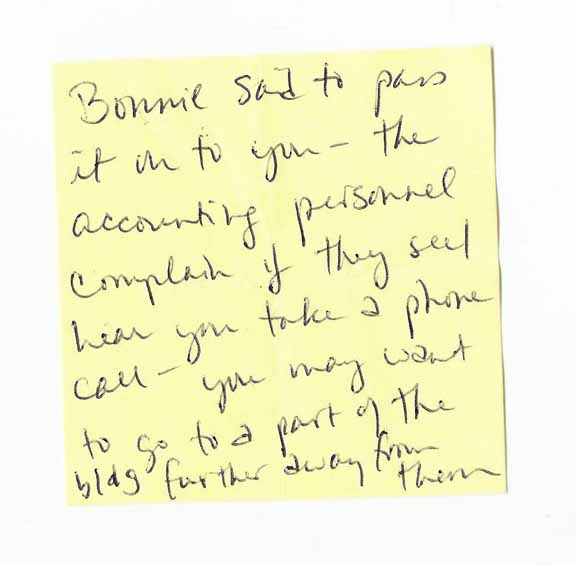 Bonnie said to pass
it on to you - the
accounting personnel
complain if they see/
hear you take a phone
call - you may want
to go to a part of the
bldg further away from
them